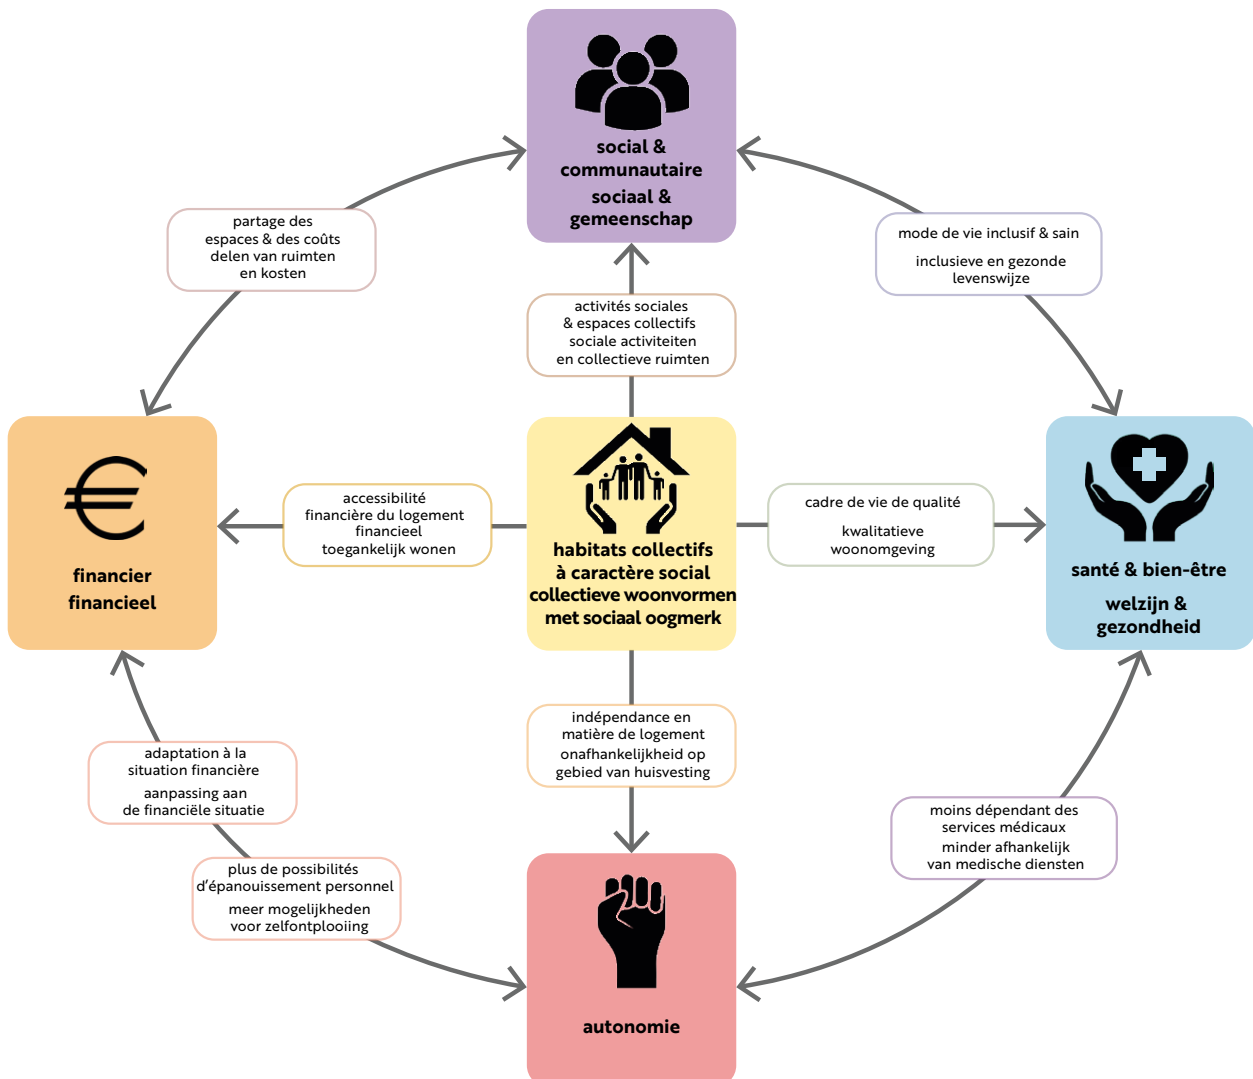 social &
communautaire
sociaal &
gemeenschap
partage des
espaces & des coûts
delen van ruimten
en kosten
mode de vie inclusif & sain
inclusieve en gezonde
levenswijze
activités sociales
& espaces collectifs
sociale activiteiten
en collectieve ruimten
financier
financieel
accessibilité
financière du logement
financieel
toegankelijk wonen
habitats collectifs
à caractère social
collectieve woonvormen
met sociaal oogmerk
cadre de vie de qualité
kwalitatieve
woonomgeving
santé & bien-être
welzijn &
gezondheid
indépendance en
matière de logement
onafhankelijkheid op
gebied van huisvesting
adaptation à la
situation financière
aanpassing aan
de financiële situatie
plus de possibilités
d'épanouissement personnel
meer mogelijkheden
voor zelfontplooiing
moins dépendant des
services médicaux
minder afhankelijk
van medische diensten
autonomie